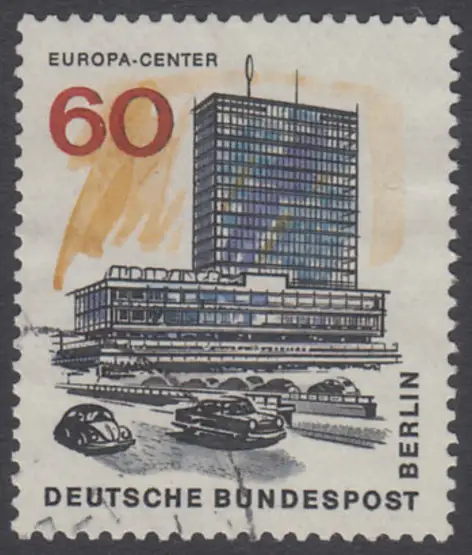 EUROPA-CENTER
60
BERLIN
DEUTSCHE BUNDESPOST